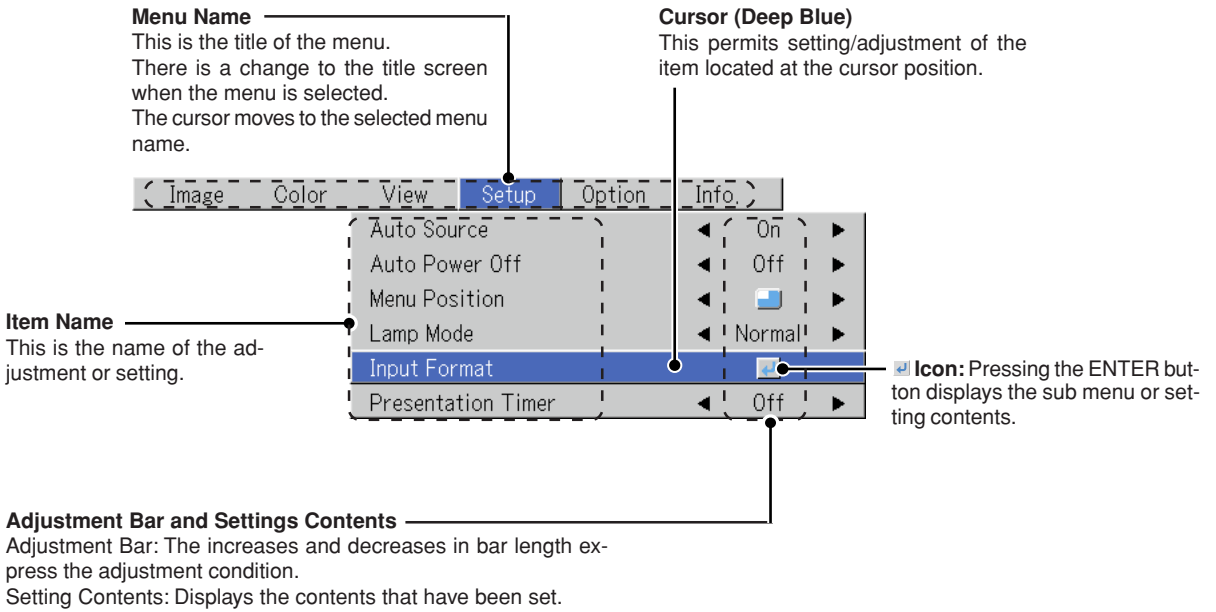 Menu Name
This is the title of the menu.
There is a change to the title screen
when the menu is selected.
The cursor moves to the selected menu
name.
Cursor (Deep Blue)
This permits setting/adjustment of the
item located at the cursor position.
Image Color View Setup Option Info.
Auto Source On
Auto Power Off Off
Menu Position
Lamp Mode Normal
Input Format
Presentation Timer Off
Item Name
This is the name of the ad-
justment or setting.
Icon: Pressing the ENTER but-
ton displays the sub menu or set-
ting contents.
Adjustment Bar and Settings Contents
Adjustment Bar: The increases and decreases in bar length ex-
press the adjustment condition.
Setting Contents: Displays the contents that have been set.